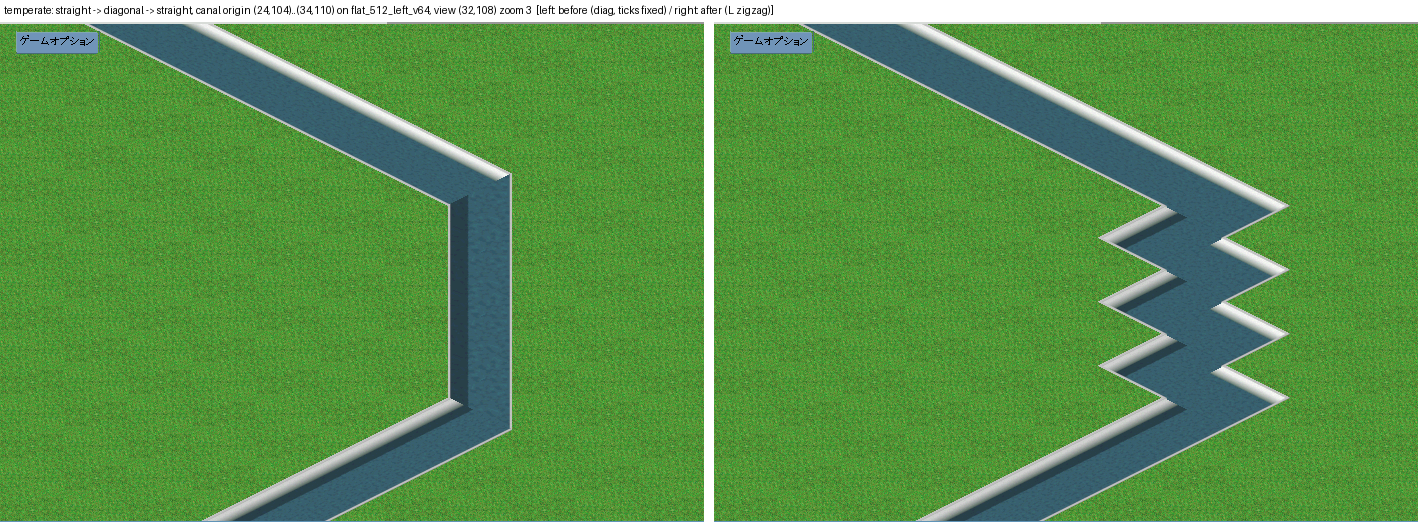 temperate: straight -> diagonal -> straight, canal origin (24,104)..(34,110) on flat_512_left_v64, view (32,108) zoom 3 [left before (diag, ticks fixed) / right after (L zigzag)]
ゲームオプション
ゲームオプション